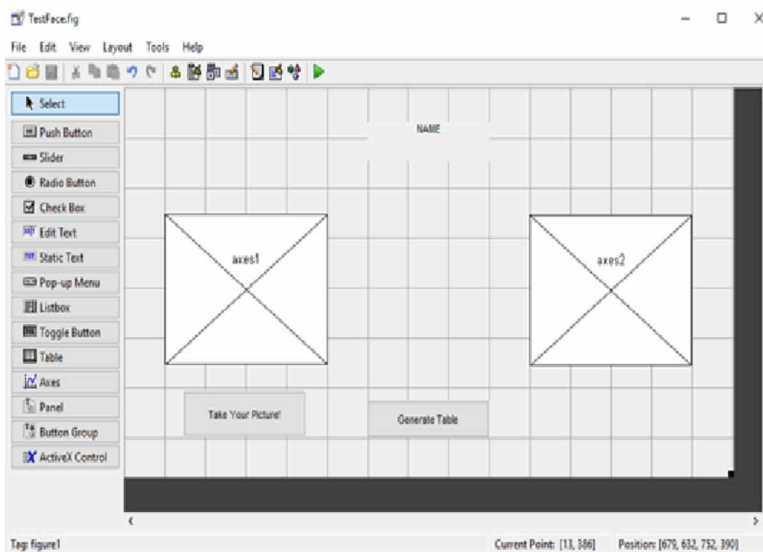 TestFace.fig
File Edit View Layout Tools Help
Select
Push Button
Slider
Radio Button
Check Box
Edit Text
Static Text
Pop-up Menu
Listbox
Toggle Button
Table
Axes
Panel
Button Group
ActiveX Control
NAME
axes1
axes2
Take Your Picture!
Generate Table
Tag: figure1 Current Point: [13, 386] Position: [679, 632, 752, 390]